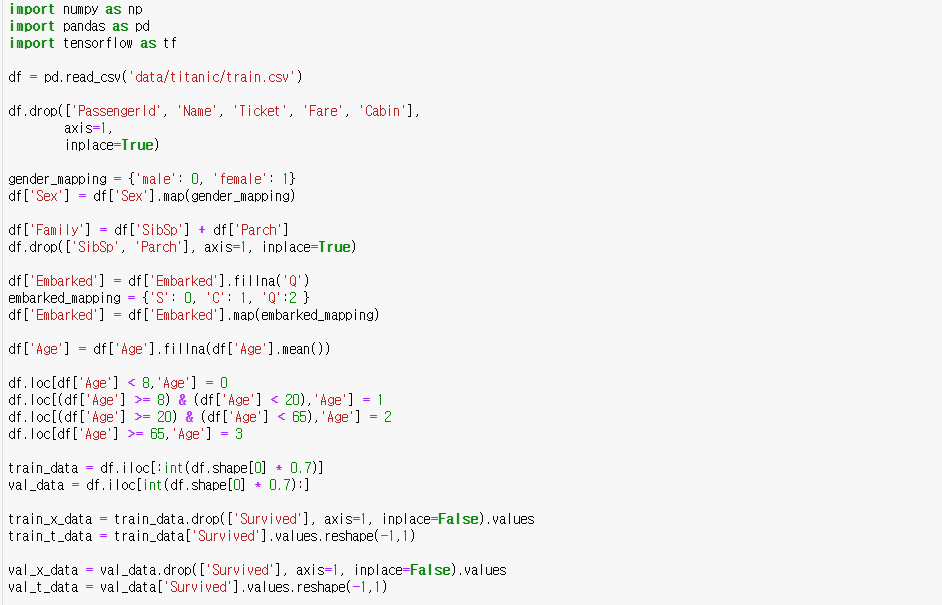 import numpy as np
import pandas as pd
import tensorflow as tf
df = pd.read_csv('data/titanic/train.csv')
df.drop(['PassengerId', 'Name', 'Ticket', 'Fare', 'Cabin'],
        axis=1,
        inplace=True)
gender_mapping = {'male': 0, 'female': 1}
df['Sex'] = df['Sex'].map(gender_mapping)
df['Family'] = df['SibSp'] + df['Parch']
df.drop(['SibSp', 'Parch'], axis=1, inplace=True)
df['Embarked'] = df['Embarked'].fillna('Q')
embarked_mapping = {'S': 0, 'C': 1, 'Q':2 }
df['Embarked'] = df['Embarked'].map(embarked_mapping)
df['Age'] = df['Age'].fillna(df['Age'].mean())
df.loc[df['Age'] < 8,'Age'] = 0
df.loc[(df['Age'] >= 8) & (df['Age'] < 20),'Age'] = 1
df.loc[(df['Age'] >= 20) & (df['Age'] < 65),'Age'] = 2
df.loc[df['Age'] >= 65,'Age'] = 3
train_data = df.iloc[:int(df.shape[0] * 0.7)]
val_data = df.iloc[int(df.shape[0] * 0.7):]
train_x_data = train_data.drop(['Survived'], axis=1, inplace=False).values
train_t_data = train_data['Survived'].values.reshape(-1,1)
val_x_data = val_data.drop(['Survived'], axis=1, inplace=False).values
val_t_data = val_data['Survived'].values.reshape(-1,1)